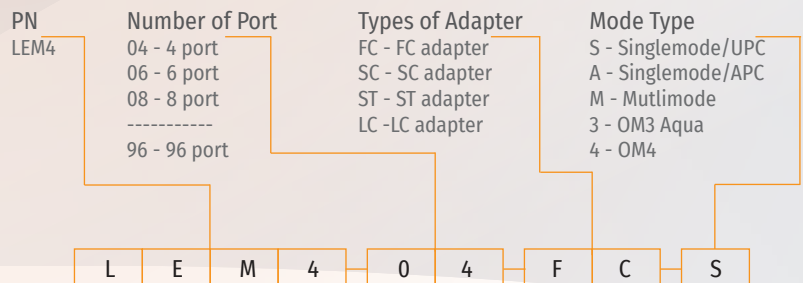 PN
LEM4
Number of Port
04 - 4 port
06 - 6 port
08 - 8 port
-----------
96 - 96 port
Types of Adapter
FC - FC adapter
SC - SC adapter
ST - ST adapter
LC -LC adapter
Mode Type
S - Singlemode/UPC
A - Singlemode/APC
M - Mutlimode
3 - OM3 Aqua
4 - OM4
L E M 4 0 4 F C S